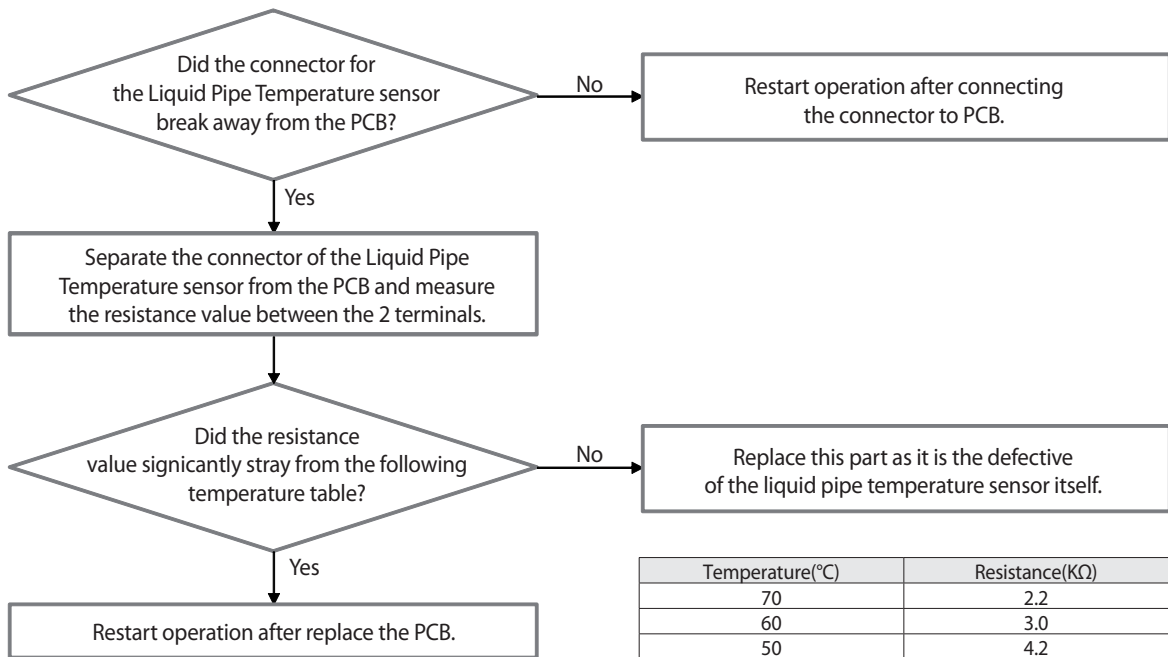 Did the connector for
the Liquid Pipe Temperature sensor
break away from the PCB?
No
Restart operation after connecting
the connector to PCB.
Yes
Separate the connector of the Liquid Pipe
Temperature sensor from the PCB and measure
the resistance value between the 2 terminals.
Did the resistance
value signicantly stray from the following
temperature table?
No
Replace this part as it is the defective
of the liquid pipe temperature sensor itself.
Yes
Restart operation after replace the PCB.
Temperature(°C) Resistance(KΩ)
70 2.2
60 3.0
50 4.2